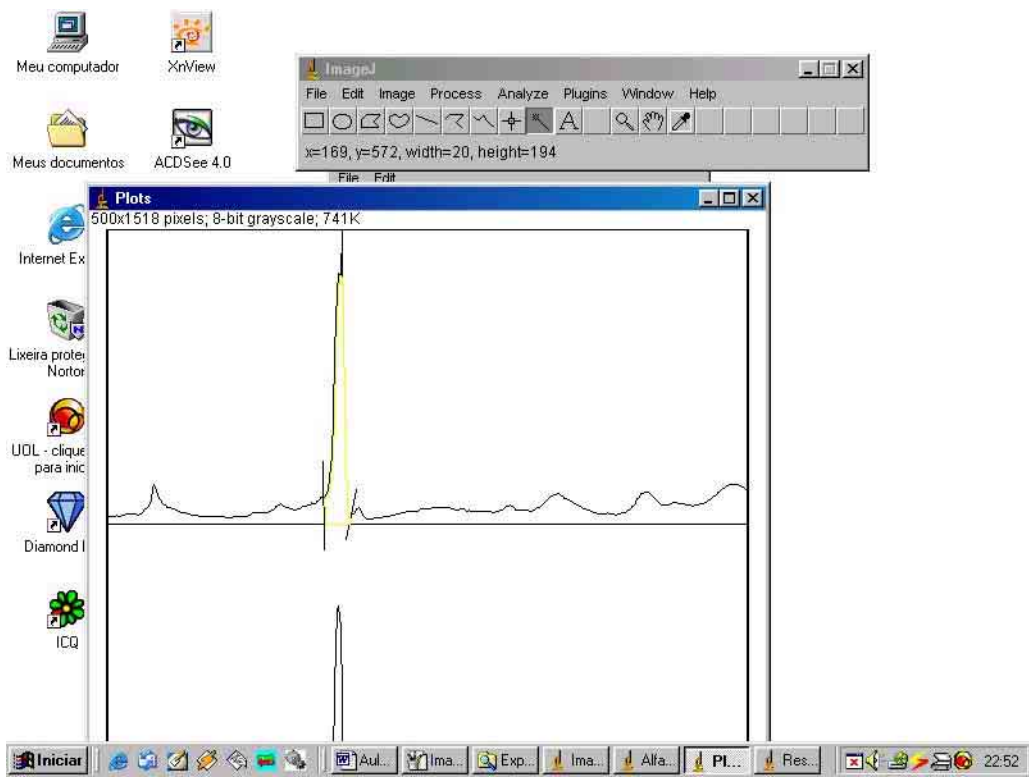 Meu computador
XnView
Meus documentos
ACDSee 4.0
Internet Ex
Lixeira prote
Norton
UOL - clique
para inic
Diamond I
ICQ
ImageJ
File Edit Image Process Analyze Plugins Window Help
A
x=169, y=572, width=20, height=194
File Edit
Plots
500x1518 pixels; 8-bit grayscale; 741K
Iniciar
Aul...
Ima...
Exp...
Ima...
Alfa...
Pl...
Res...
22:52